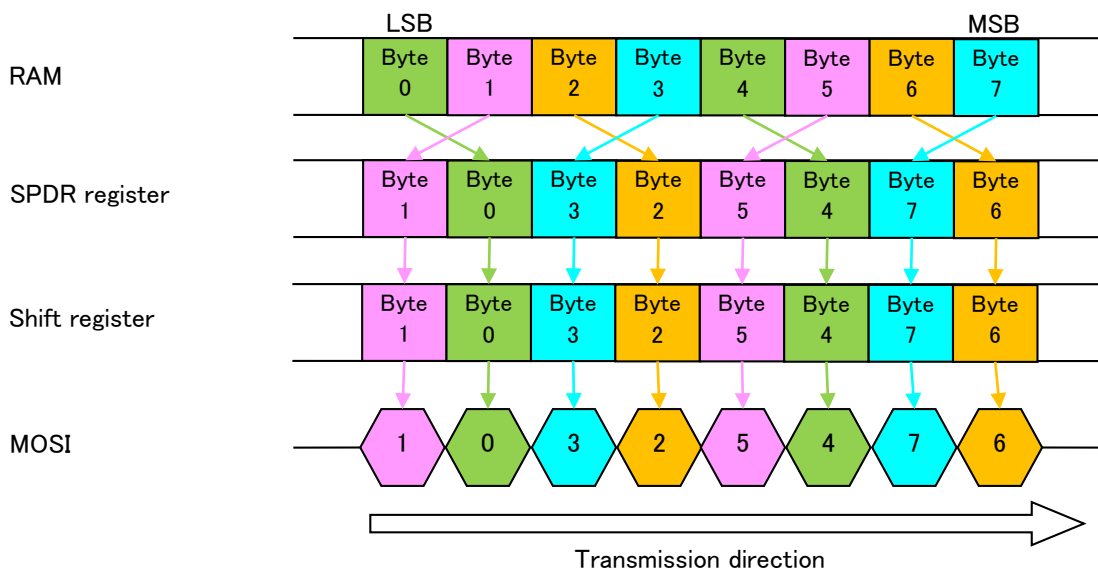 LSB MSB
RAM
Byte Byte Byte Byte Byte Byte Byte Byte
0 1 2 3 4 5 6 7
SPDR register
Byte Byte Byte Byte Byte Byte Byte Byte
1 0 3 2 5 4 7 6
Shift register
Byte Byte Byte Byte Byte Byte Byte Byte
1 0 3 2 5 4 7 6
MOSI 1 0 3 2 5 4 7 6
Transmission direction